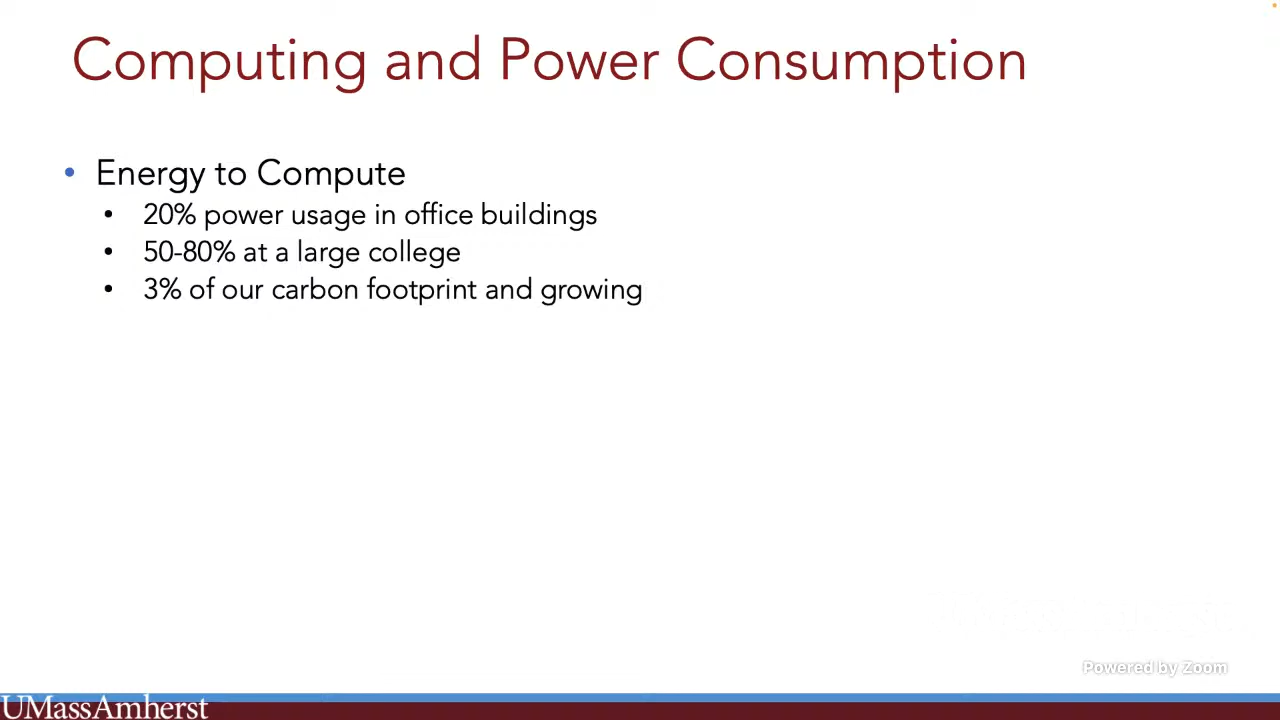 Computing and Power Consumption
• Energy to Compute
• 20% power usage in office buildings
• 50-80% at a large college
• 3% of our carbon footprint and growing
Powered by Zoom
UMassAmherst